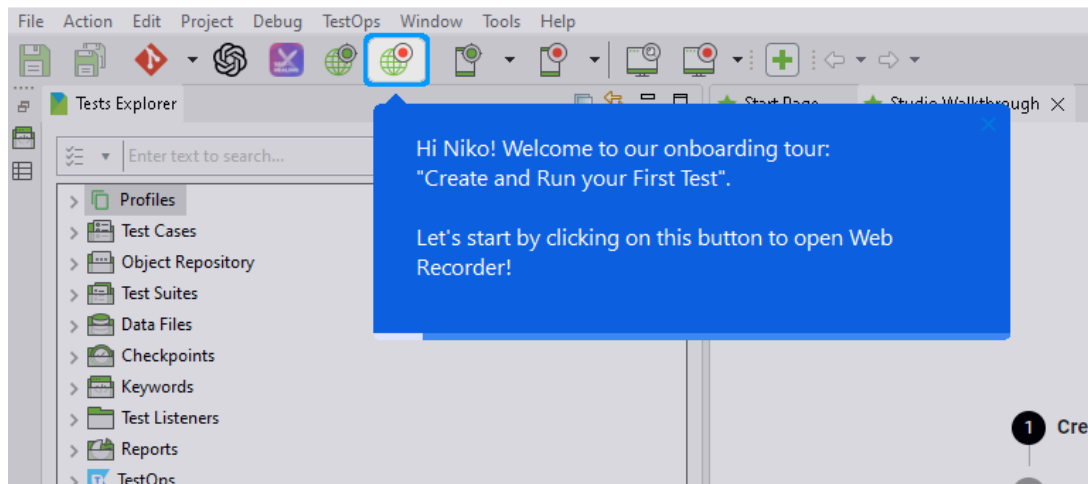 File Action Edit Project Debug TestOps Window Tools Help
Tests Explorer
Start Page
Studio Walkthrough
Enter text to search...
Hi Niko! Welcome to our onboarding tour:
"Create and Run your First Test".
Let's start by clicking on this button to open Web
Recorder!
Profiles
Test Cases
Object Repository
Test Suites
Data Files
Checkpoints
Keywords
Test Listeners
Reports
TestOps
1 Cre